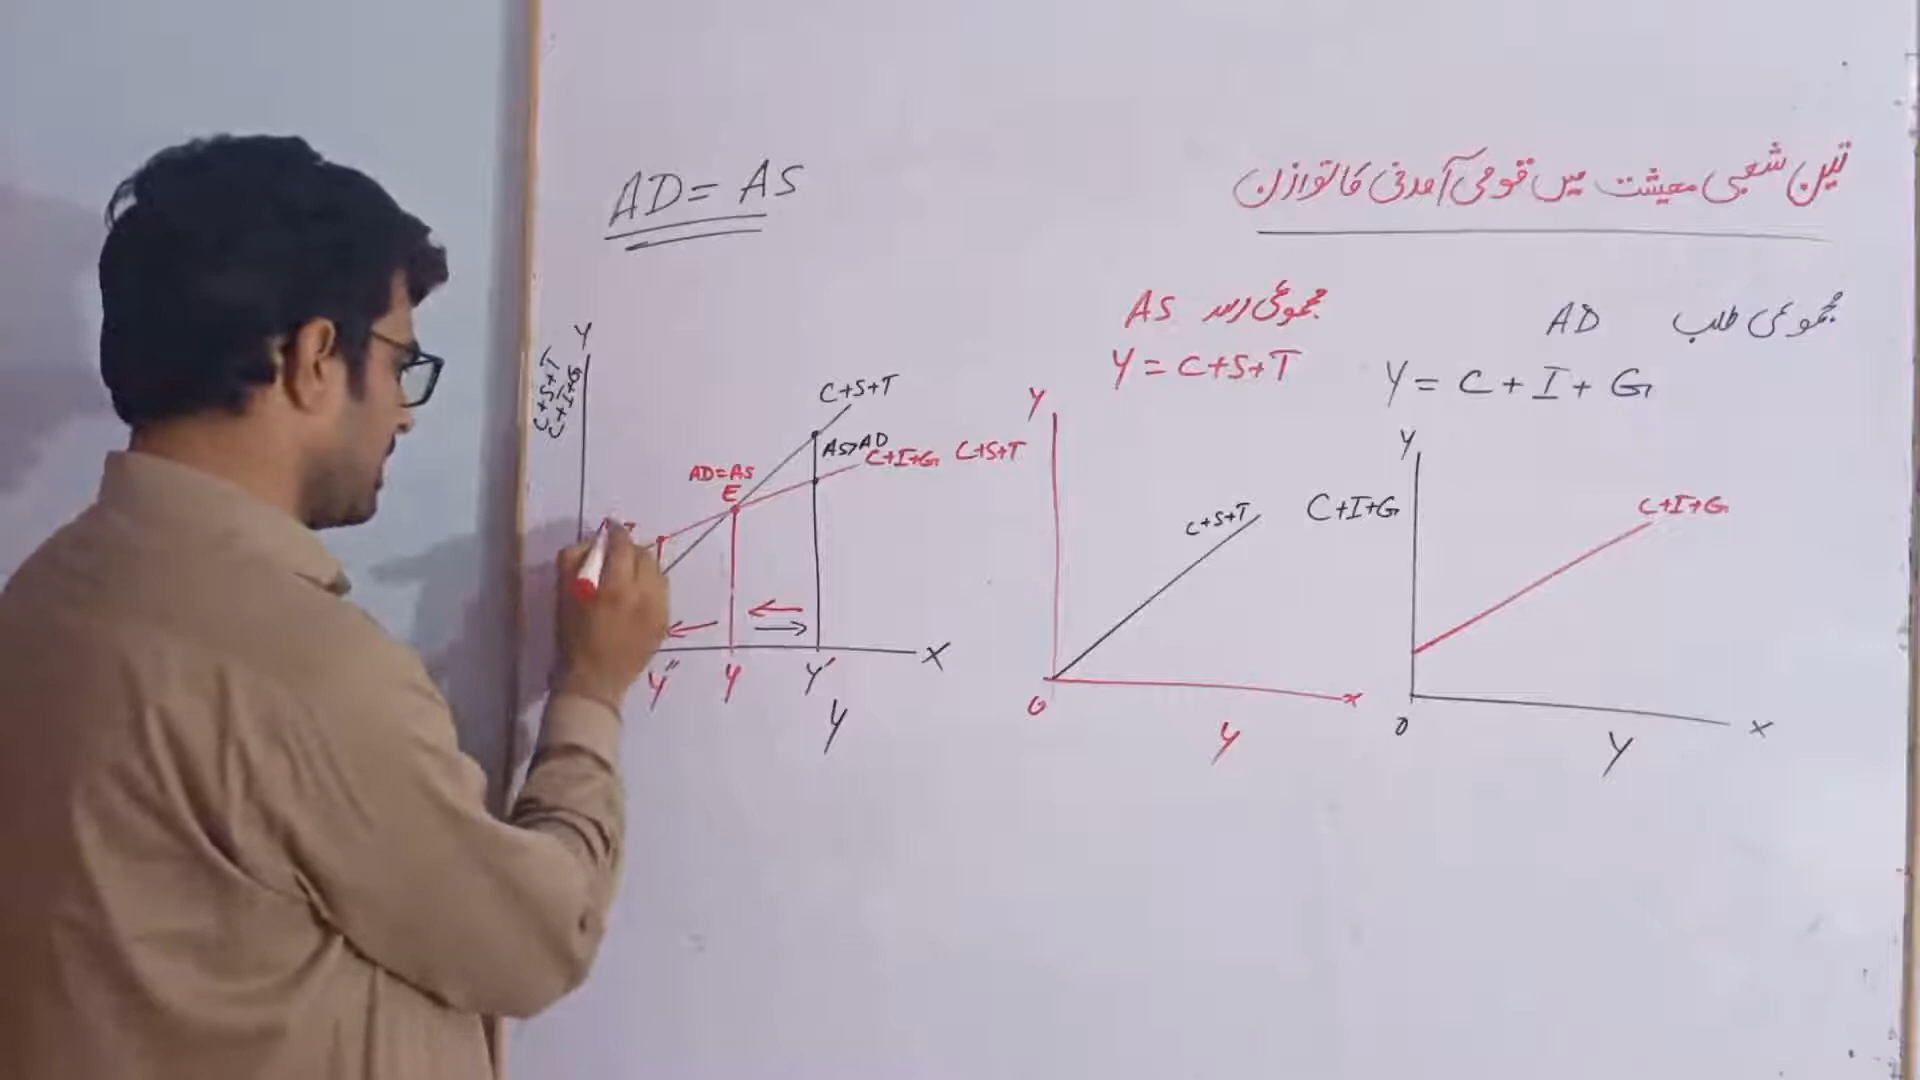 تین شعبی معیشت میں قومی آمدنی کا توازن
AD = AS
مجموعی طلب AD
Y = C + I + G
مجموعی رسد AS
Y = C+S+T
Y
C+S+T
C+I+G
C+S+T
AS>AD
C+I+G
AD=AS
E
X
Y"
Y
Y'
Y
Y
C+S+T
C+S+T
0
x
Y
Y
C+I+G
C+I+G
0
x
Y